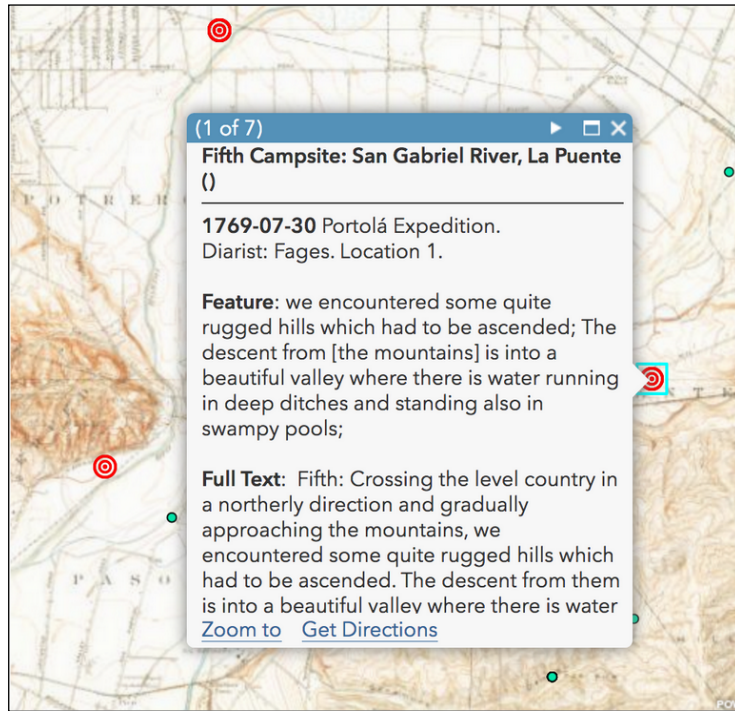 (1 of 7)
Fifth Campsite: San Gabriel River, La Puente
()
1769-07-30 Portolá Expedition.
Diarist: Fages. Location 1.
Feature: we encountered some quite
rugged hills which had to be ascended; The
descent from [the mountains] is into a
beautiful valley where there is water running
in deep ditches and standing also in
swampy pools;
Full Text:  Fifth: Crossing the level country in
a northerly direction and gradually
approaching the mountains, we
encountered some quite rugged hills which
had to be ascended. The descent from them
is into a beautiful valley where there is water
Zoom to Get Directions
P O T R E R
P A S O